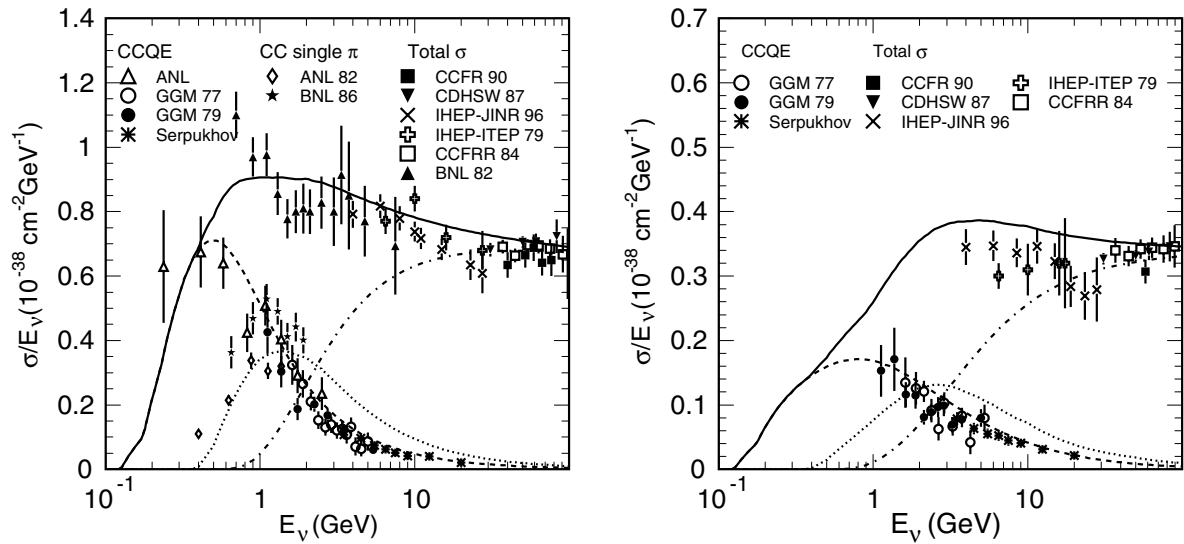 1.4
1.2
1
0.8
0.6
0.4
0.2
0
σ/Eν(10-38 cm-2GeV-1)
CCQE
ANL
GGM 77
GGM 79
Serpukhov
CC single π
ANL 82
BNL 86
Total σ
CCFR 90
CDHSW 87
IHEP-JINR 96
IHEP-ITEP 79
CCFRR 84
BNL 82
10-1 1 10
Eν(GeV)
0.7
0.6
0.5
0.4
0.3
0.2
0.1
0
σ/Eν(10-38 cm-2GeV-1)
CCQE
GGM 77
GGM 79
Serpukhov
Total σ
CCFR 90
CDHSW 87
IHEP-JINR 96
IHEP-ITEP 79
CCFRR 84
10-1 1 10
Eν(GeV)